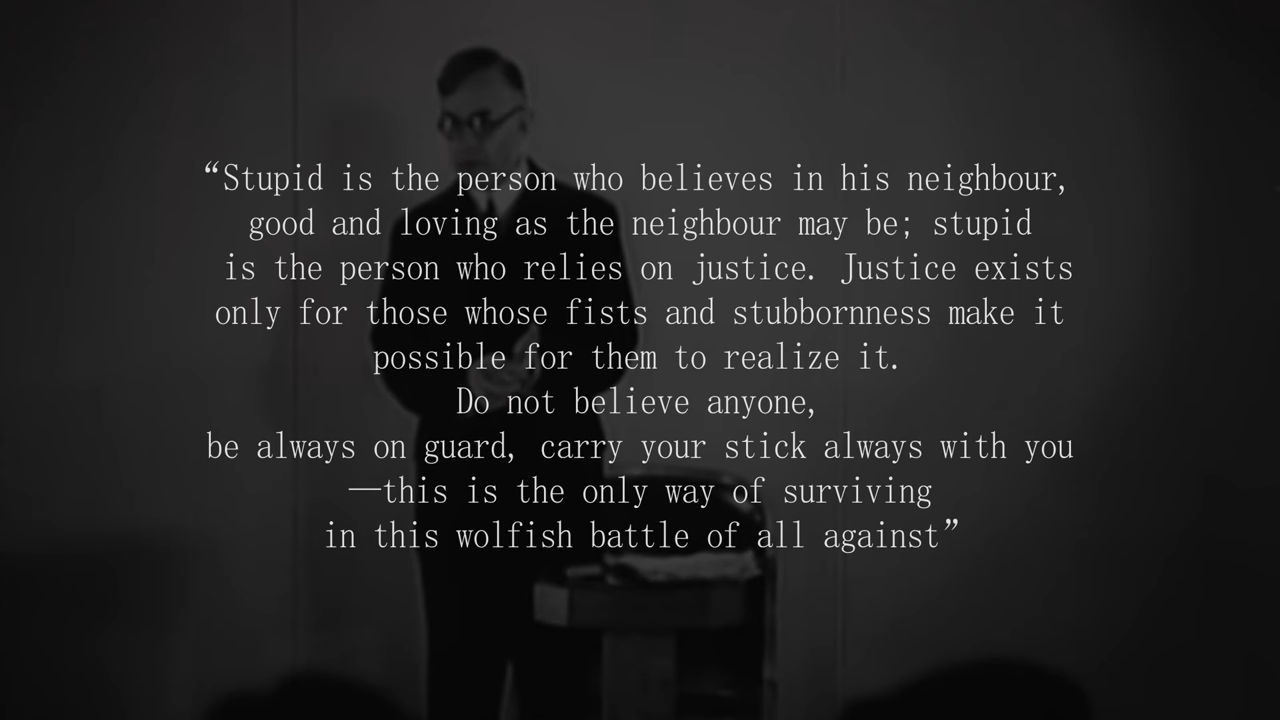 “Stupid is the person who believes in his neighbour,
good and loving as the neighbour may be; stupid
is the person who relies on justice. Justice exists
only for those whose fists and stubbornness make it
possible for them to realize it.
Do not believe anyone,
be always on guard, carry your stick always with you
—this is the only way of surviving
in this wolfish battle of all against”